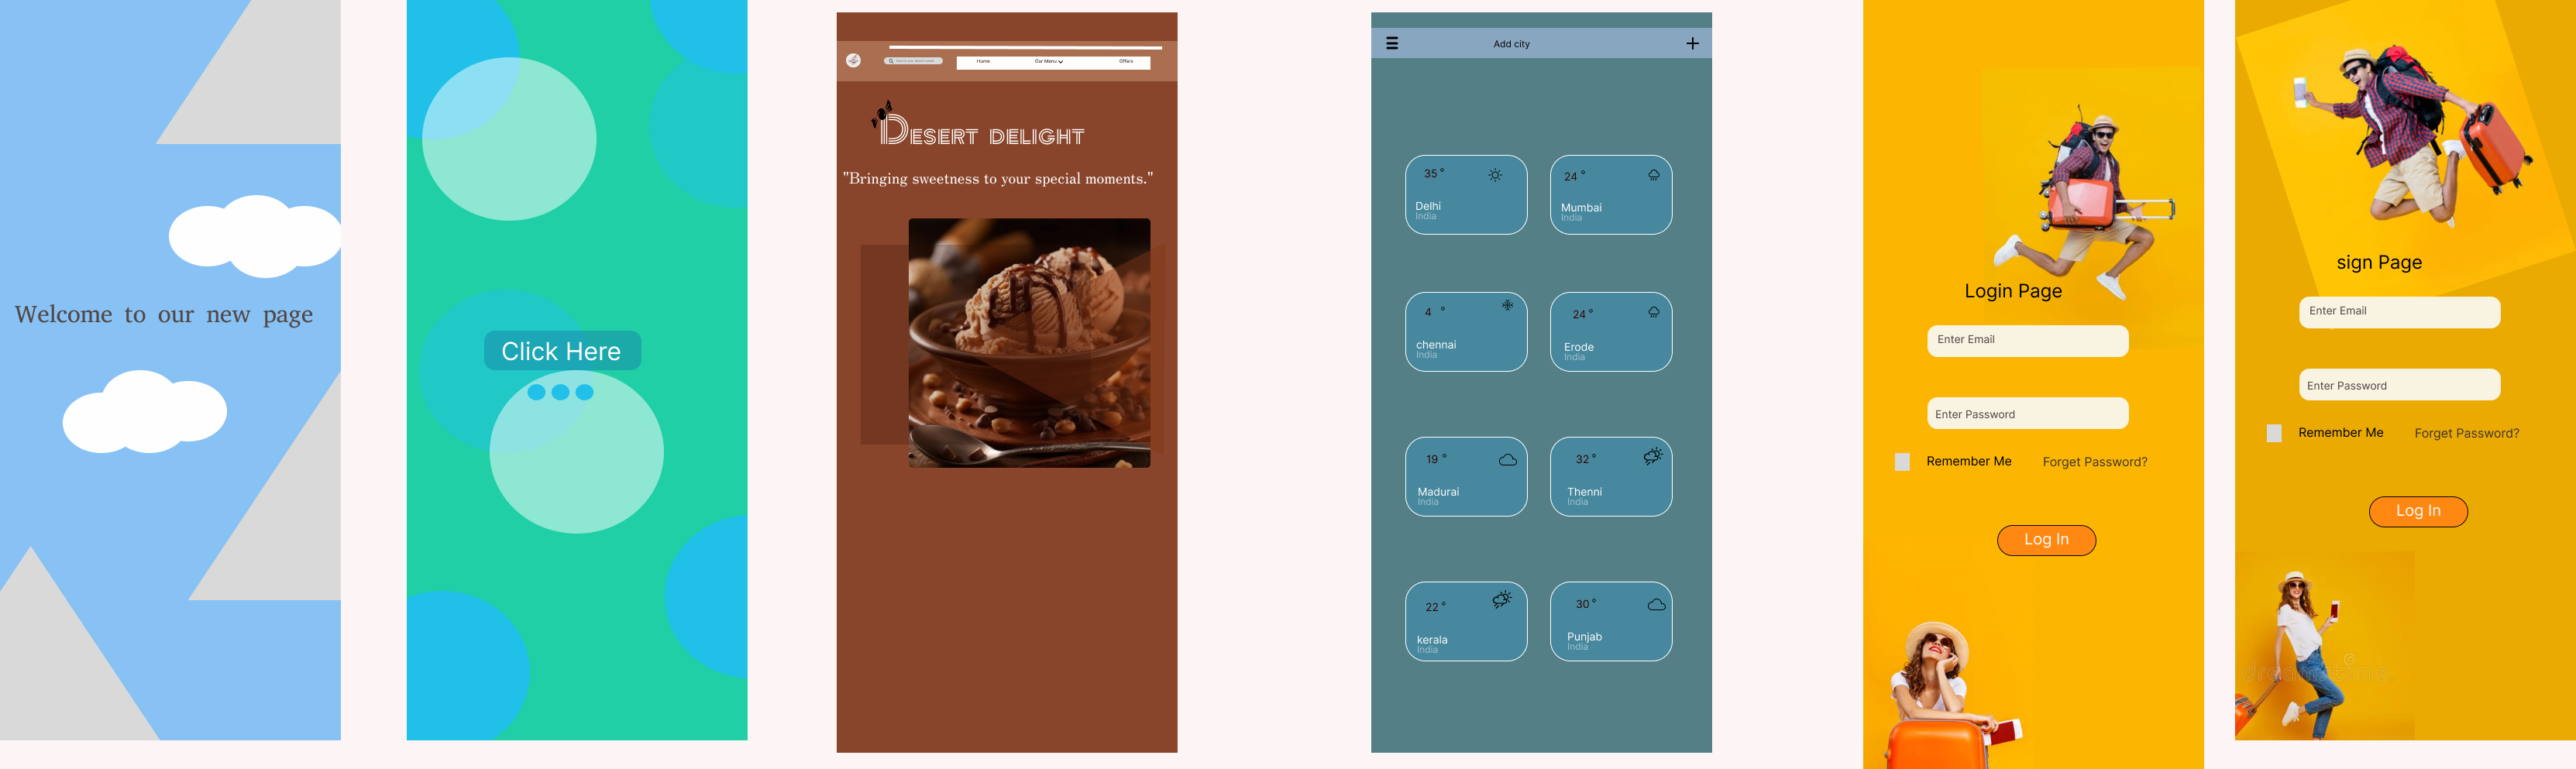 Welcome to our new page
Click Here
Home Our Menu Offers
DESERT DELIGHT
"Bringing sweetness to your special moments."
Add city
35 °
Delhi
India
24 °
Mumbai
India
4 °
chennai
India
24 °
Erode
India
19 °
Madurai
India
32 °
Thenni
India
22 °
kerala
India
30 °
Punjab
India
Login Page
Enter Email
Enter Password
Remember Me Forget Password?
Log In
sign Page
Enter Email
Enter Password
Remember Me Forget Password?
Log In
dreamstime